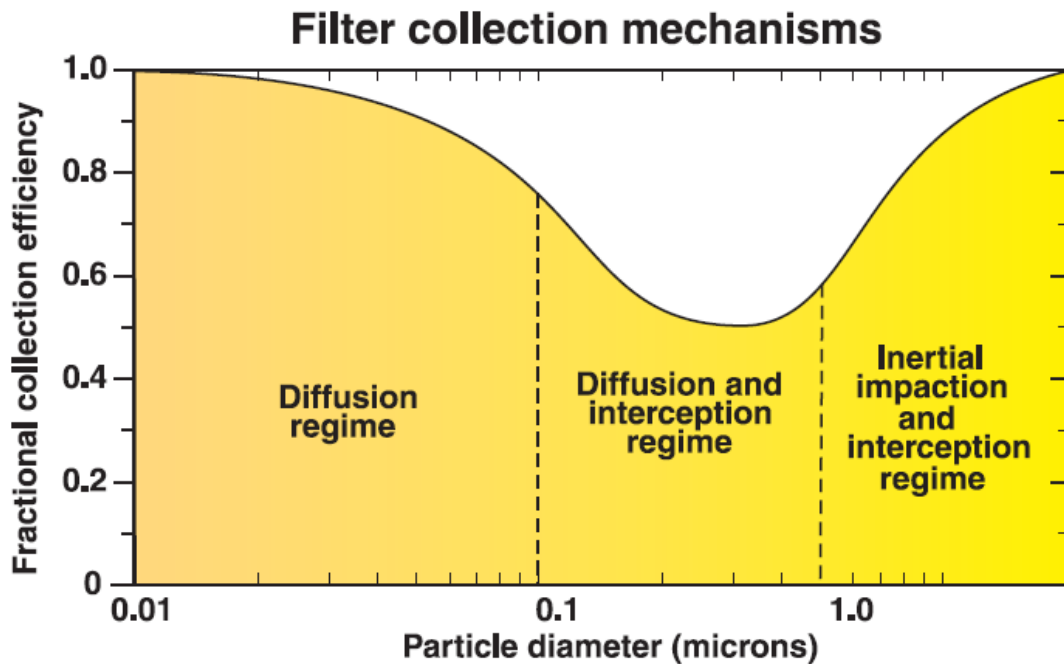 Filter collection mechanisms
Fractional collection efficiency
1.0
0.8
0.6
0.4
0.2
0
Diffusion
regime
Diffusion and
interception
regime
Inertial
impaction
and
interception
regime
0.01
0.1
1.0
Particle diameter (microns)